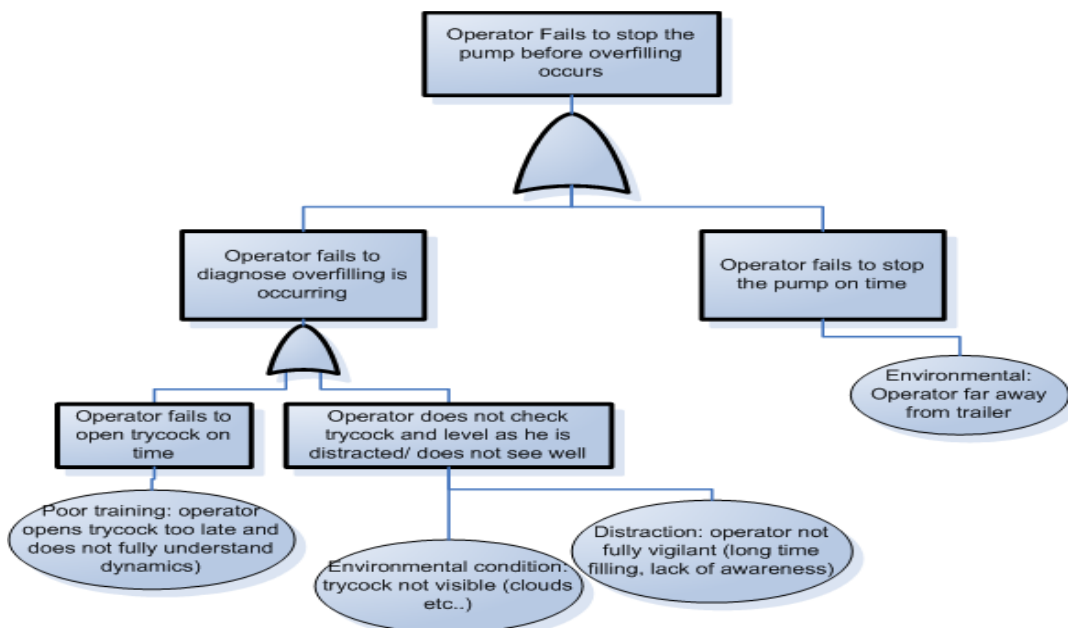 Operator Fails to stop the
pump before overfilling
occurs
Operator fails to
diagnose overfilling is
occurring
Operator fails to stop
the pump on time
Environmental:
Operator far away
from trailer
Operator fails to
open trycock on
time
Operator does not check
trycock and level as he is
distracted/ does not see well
Poor training: operator
opens trycock too late and
does not fully understand
dynamics)
Environmental condition:
trycock not visible (clouds
etc..)
Distraction: operator not
fully vigilant (long time
filling, lack of awareness)